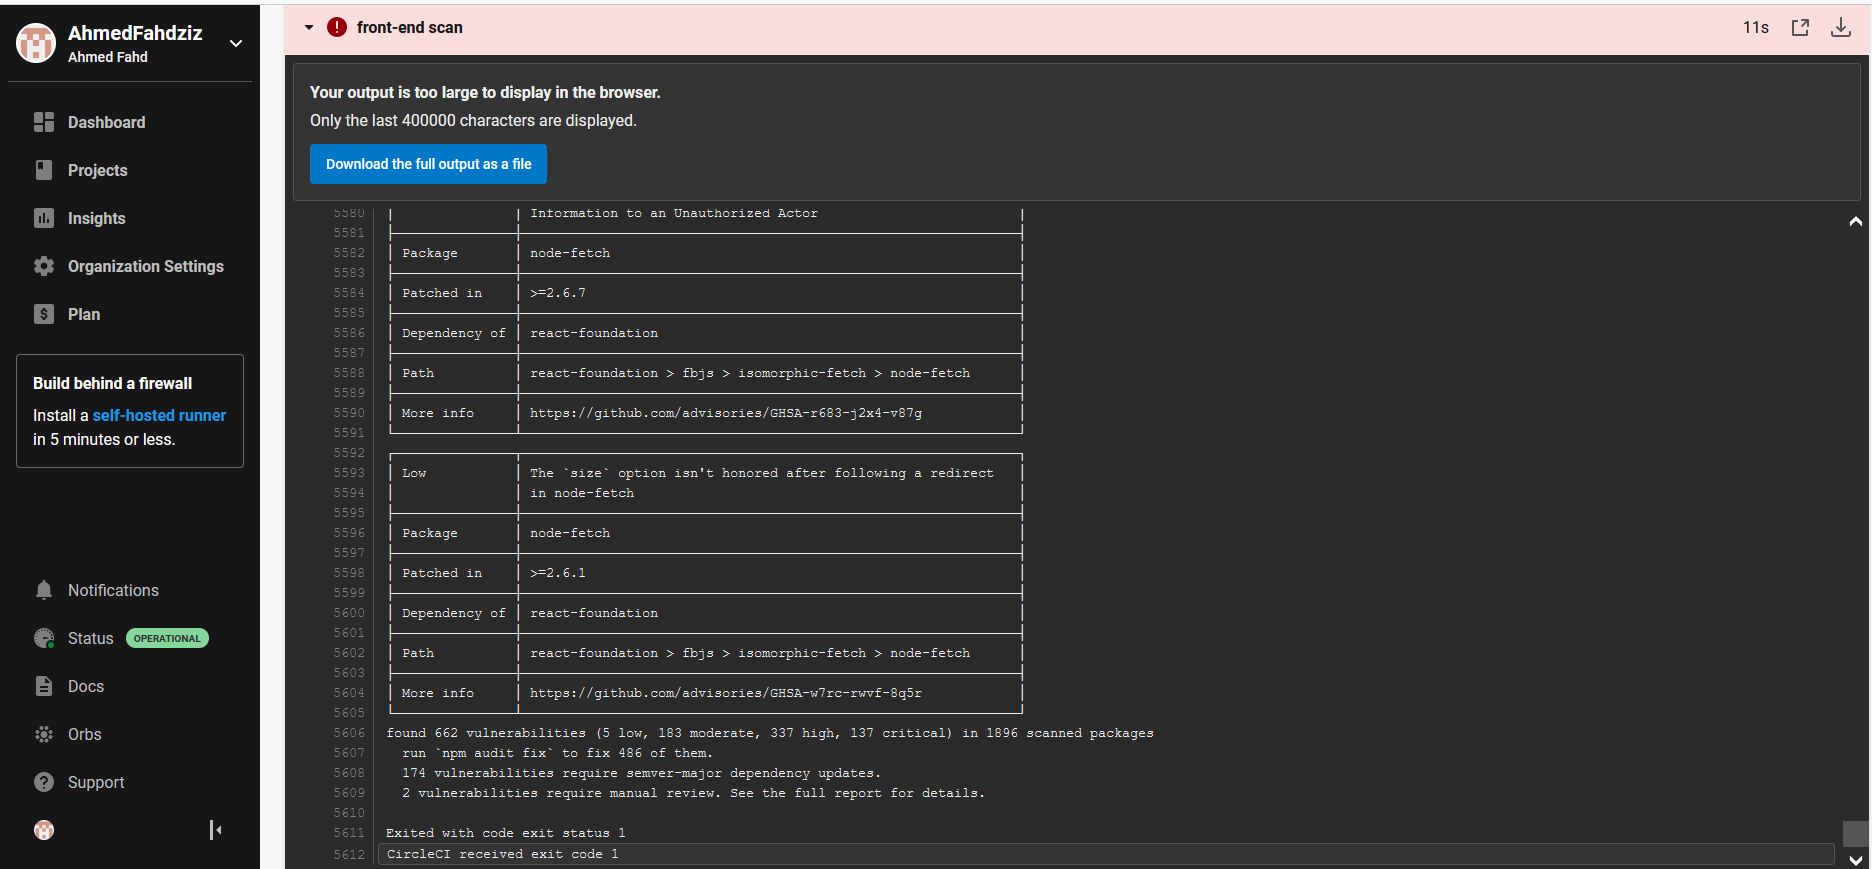 AhmedFahdziz
Ahmed Fahd
Dashboard
Projects
Insights
Organization Settings
Plan
Build behind a firewall
Install a self-hosted runner
in 5 minutes or less.
Notifications
Status OPERATIONAL
Docs
Orbs
Support
front-end scan 11s
Your output is too large to display in the browser.
Only the last 400000 characters are displayed.
Download the full output as a file
5580 Information to an Unauthorized Actor
5581
5582 Package node-fetch
5583
5584 Patched in >=2.6.7
5585
5586 Dependency of react-foundation
5587
5588 Path react-foundation > fbjs > isomorphic-fetch > node-fetch
5589
5590 More info https://github.com/advisories/GHSA-r683-j2x4-v87g
5591
5592
5593 Low The `size` option isn't honored after following a redirect
5594 in node-fetch
5595
5596 Package node-fetch
5597
5598 Patched in >=2.6.1
5599
5600 Dependency of react-foundation
5601
5602 Path react-foundation > fbjs > isomorphic-fetch > node-fetch
5603
5604 More info https://github.com/advisories/GHSA-w7rc-rwvf-8q5r
5605
5606 found 662 vulnerabilities (5 low, 183 moderate, 337 high, 137 critical) in 1896 scanned packages
5607 run `npm audit fix` to fix 486 of them.
5608 174 vulnerabilities require semver-major dependency updates.
5609 2 vulnerabilities require manual review. See the full report for details.
5610
5611 Exited with code exit status 1
5612 CircleCI received exit code 1